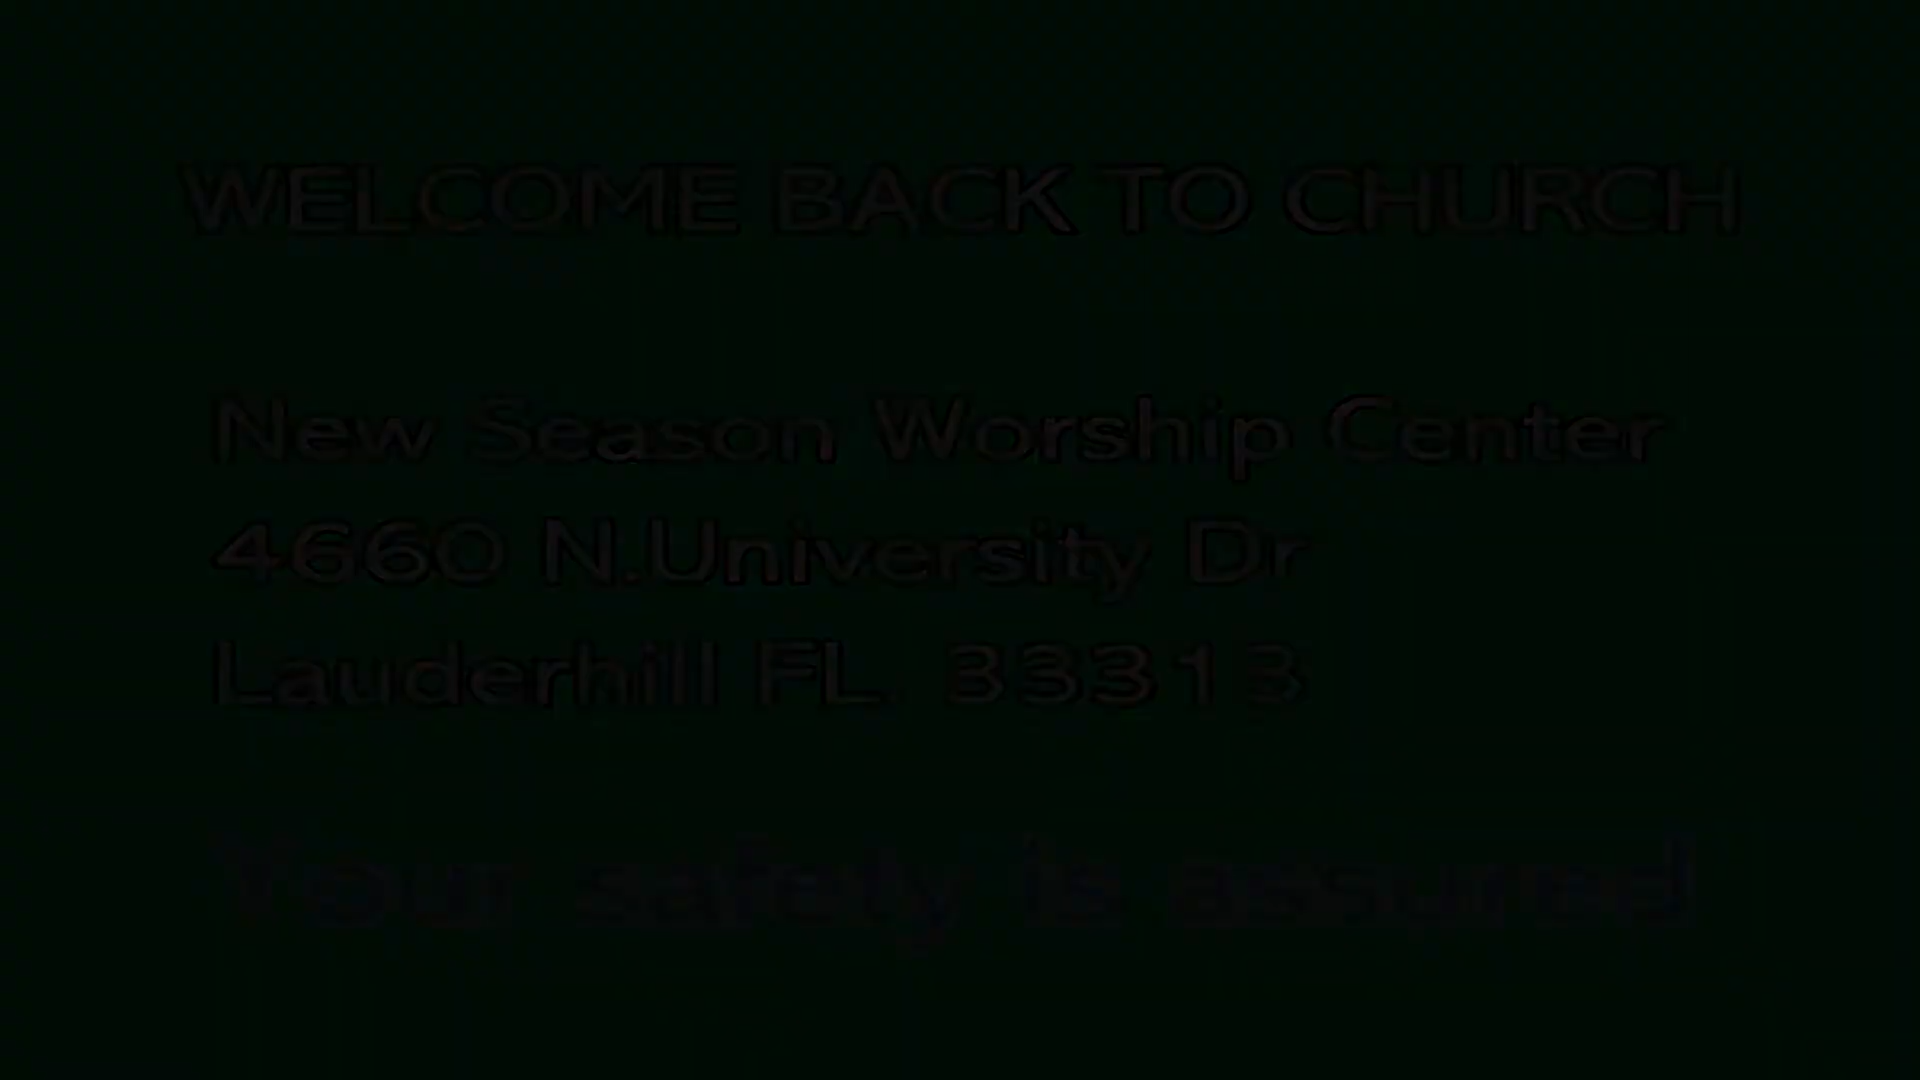 WELCOME BACK TO CHURCH
New Season Worship Center
4660 N.University Dr
Lauderhill FL 33313
Your safety is assured